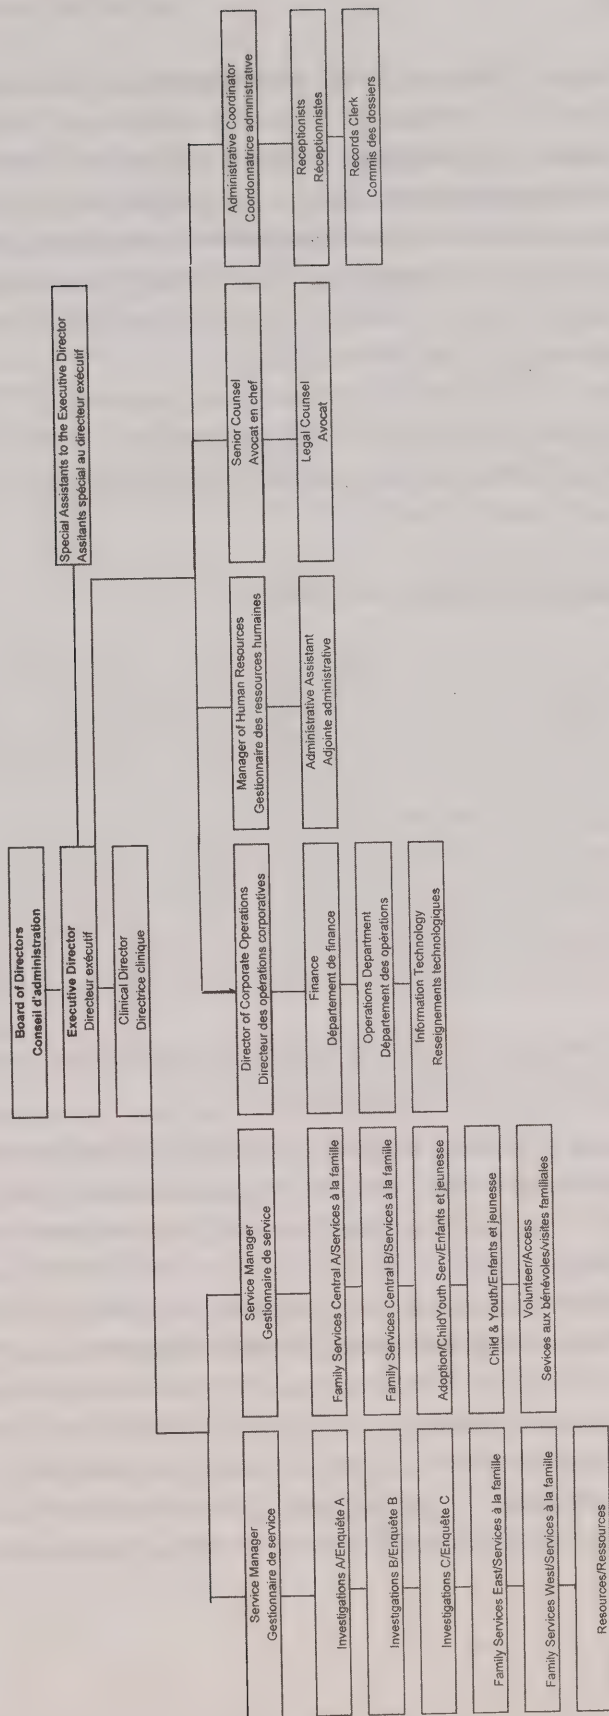 Board of Directors
Conseil d'administration
Executive Director
Directeur exécutif
Special Assistants to the Executive Director
Assitants spécial au directeur exécutif
Clinical Director
Directrice clinique
Service Manager
Gestionnaire de service
Investigations A/Enquête A
Investigations B/Enquête B
Investigations C/Enquête C
Family Services East/Services à la famille
Family Services West/Services à la famille
Resources/Ressources
Service Manager
Gestionnaire de service
Family Services Central A/Services à la famille
Family Services Central B/Services à la famille
Adoption/ChildYouth Serv/Enfants et jeunesse
Child & Youth/Enfants et jeunesse
Volunteer/Access
Sevices aux bénévoles/visites familiales
Director of Corporate Operations
Directeur des opérations corporatives
Finance
Département de finance
Operations Department
Département des opérations
Information Technology
Reseignements technologiques
Manager of Human Resources
Gestionnaire des ressources humaines
Administrative Assistant
Adjointe administrative
Senior Counsel
Avocat en chef
Legal Counsel
Avocat
Administrative Coordinator
Coordonnatrice administrative
Receptionists
Réceptionnistes
Records Clerk
Commis des dossiers